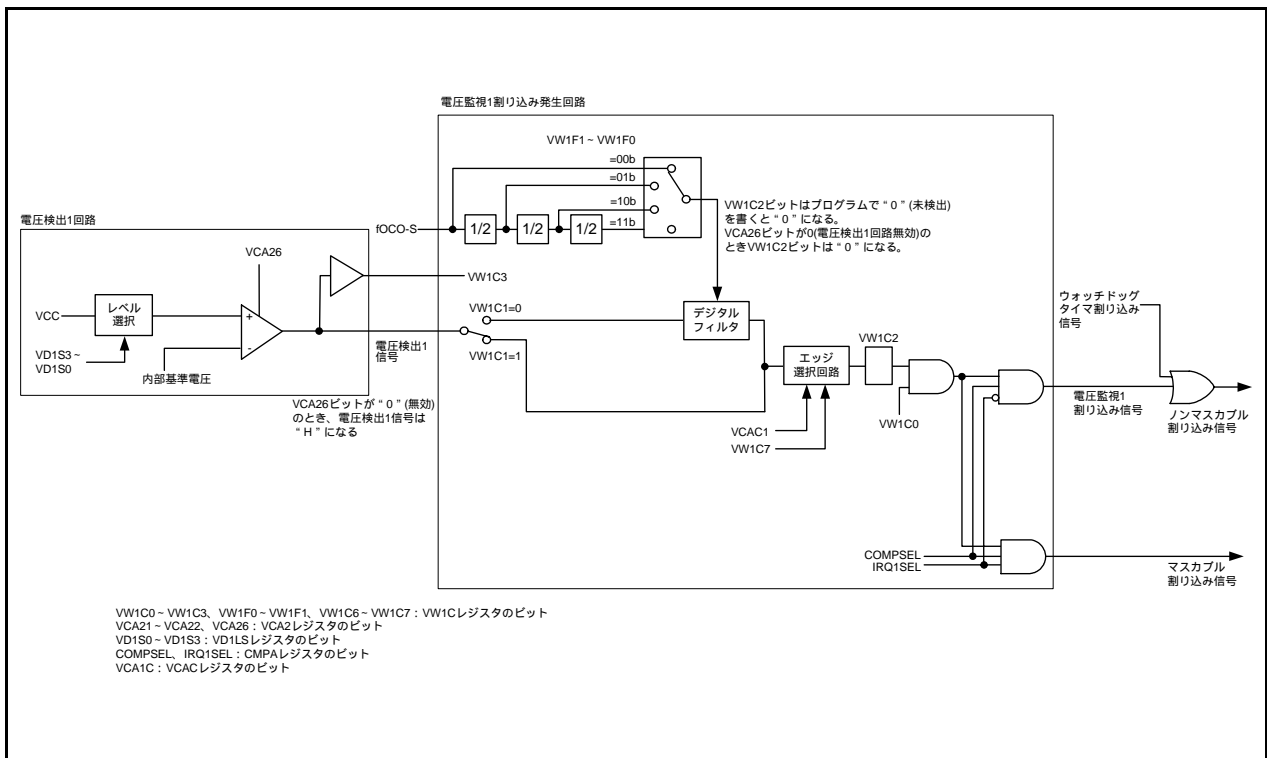 電圧監視1割り込み発生回路
VW1F1~VW1F0
=00b
=01b
=10b
=11b
fOCO-S
1/2
1/2
1/2
VW1C2ビットはプログラムで“0”(未検出)
を書くと“0”になる。
VCA26ビットが0(電圧検出1回路無効)の
ときVW1C2ビットは“0”になる。
電圧検出1回路
VCA26
VCC
レベル
選択
+
-
VD1S3~
VD1S0
内部基準電圧
VW1C3
VW1C1=0
電圧検出1
信号
VW1C1=1
デジタル
フィルタ
VCA26ビットが“0”(無効)
のとき、電圧検出1信号は
“H”になる
エッジ
選択回路
VW1C2
VCAC1
VW1C7
VW1C0
ウォッチドッグ
タイマ割り込み
信号
電圧監視1
割り込み信号
ノンマスカブル
割り込み信号
COMPSEL
IRQ1SEL
マスカブル
割り込み信号
VW1C0~VW1C3、VW1F0~VW1F1、VW1C6~VW1C7:VW1Cレジスタのビット
VCA21~VCA22、VCA26:VCA2レジスタのビット
VD1S0~VD1S3:VD1LSレジスタのビット
COMPSEL、IRQ1SEL:CMPAレジスタのビット
VCA1C:VCACレジスタのビット